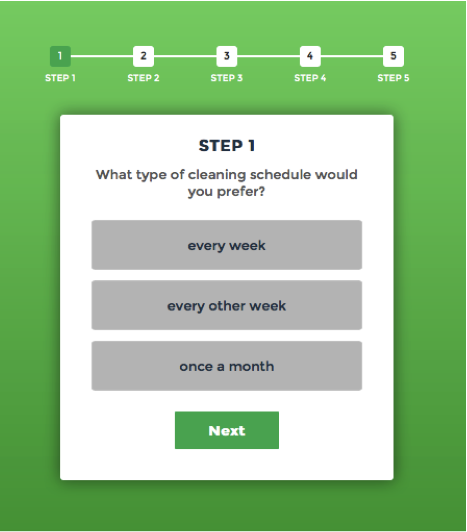 1 2 3 4 5
STEP 1 STEP 2 STEP 3 STEP 4 STEP 5
STEP 1
What type of cleaning schedule would
you prefer?
every week
every other week
once a month
Next